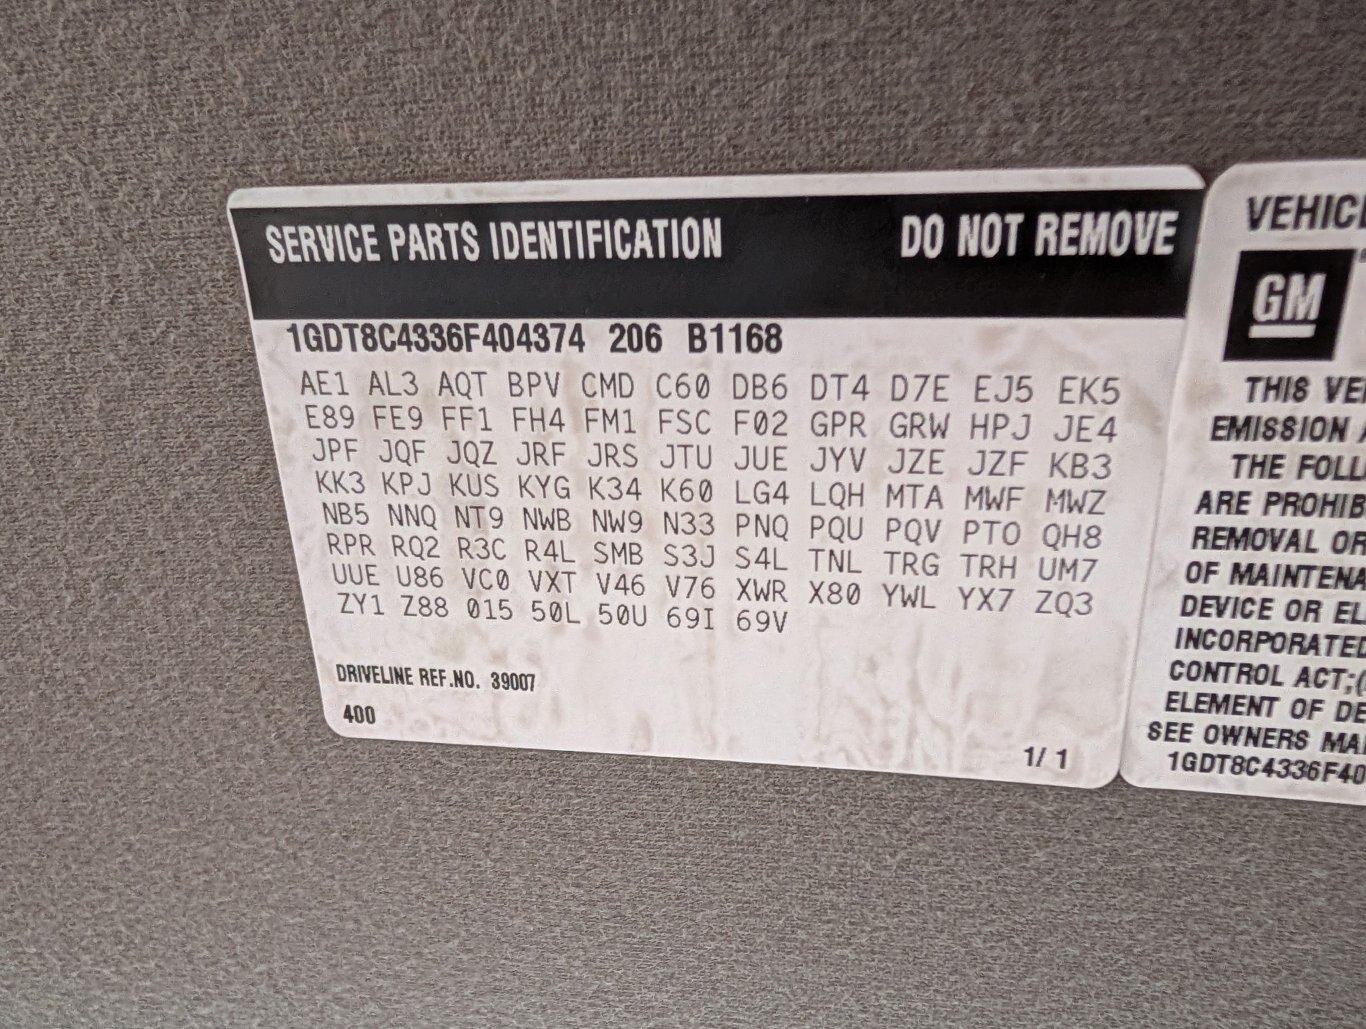 SERVICE PARTS IDENTIFICATION DO NOT REMOVE
1GDT8C4336F404374 206 B1168
AE1 AL3 AQT BPV CMD C60 DB6 DT4 D7E EJ5 EK5
E89 FE9 FF1 FH4 FM1 FSC F02 GPR GRW HPJ JE4
JPF JQF JQZ JRF JRS JTU JUE JYV JZE JZF KB3
KK3 KPJ KUS KYG K34 K60 LG4 LQH MTA MWF MWZ
NB5 NNQ NT9 NWB NW9 N33 PNQ PQU PQV PTO QH8
RPR RQ2 R3C R4L SMB S3J S4L TNL TRG TRH UM7
UUE U86 VC0 VXT V46 V76 XWR X80 YWL YX7 ZQ3
ZY1 Z88 015 50L 50U 69I 69V
DRIVELINE REF.NO. 39007
400
1/ 1
VEHIC
GM
THIS VE
EMISSION
THE FOLL
ARE PROHIB
REMOVAL OR
OF MAINTENA
DEVICE OR EL
INCORPORATED
CONTROL ACT;(
ELEMENT OF DE
SEE OWNERS MA
1GDT8C4336F40